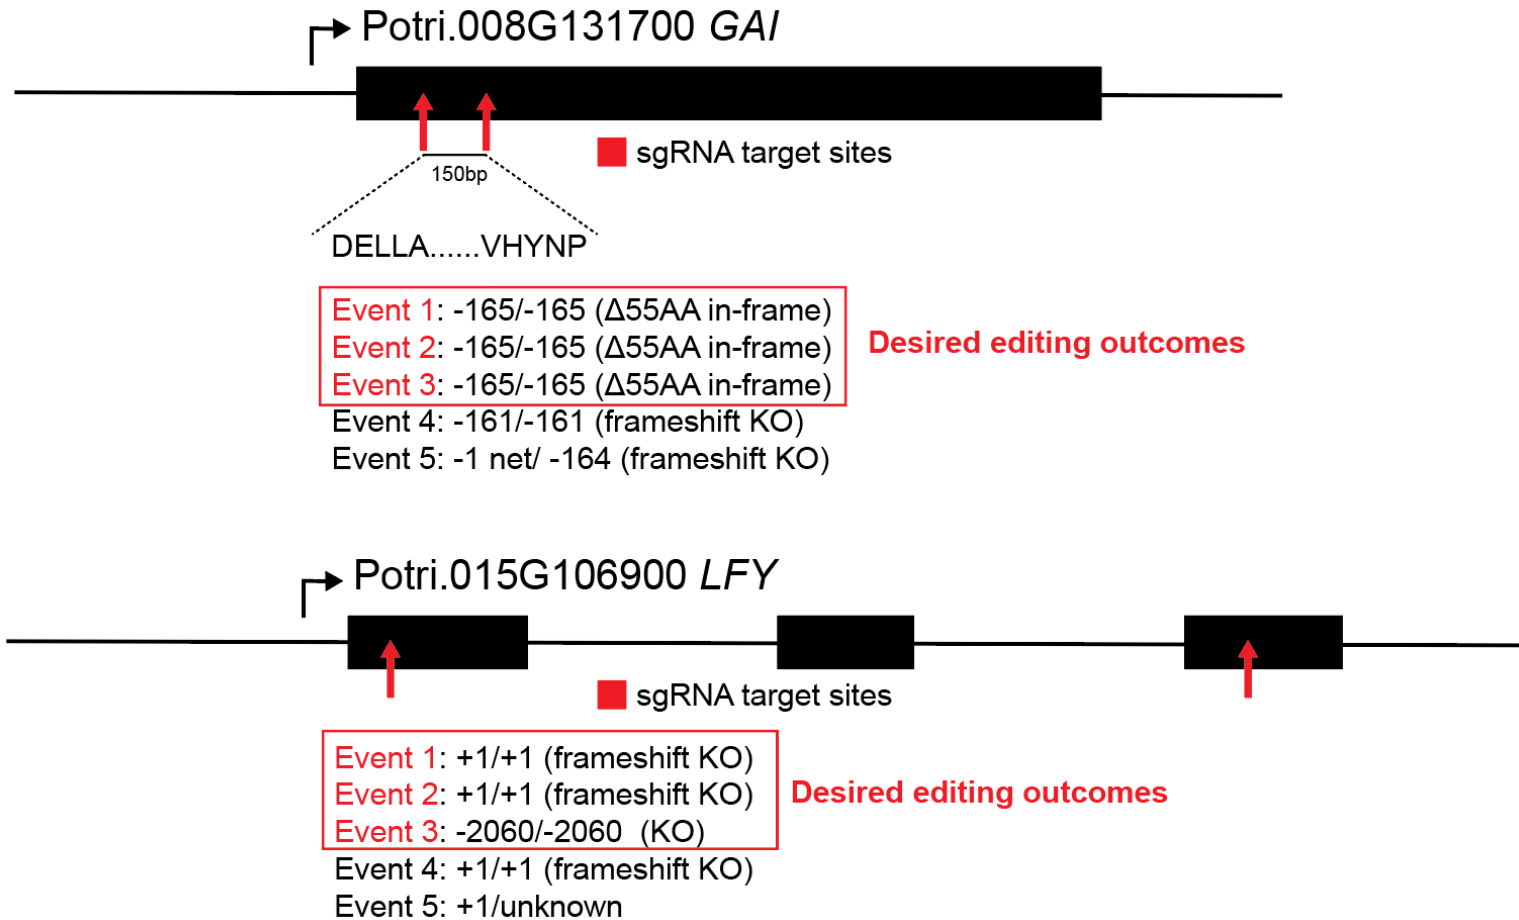 Potri.008G131700 GAI
sgRNA target sites
150bp
DELLA......VHYNP
Event 1: -165/-165 (Δ55AA in-frame)
Event 2: -165/-165 (Δ55AA in-frame)
Desired editing outcomes
Event 3: -165/-165 (Δ55AA in-frame)
Event 4: -161/-161 (frameshift KO)
Event 5: -1 net/ -164 (frameshift KO)
Potri.015G106900 LFY
sgRNA target sites
Event 1: +1/+1 (frameshift KO)
Event 2: +1/+1 (frameshift KO)
Desired editing outcomes
Event 3: -2060/-2060 (KO)
Event 4: +1/+1 (frameshift KO)
Event 5: +1/unknown